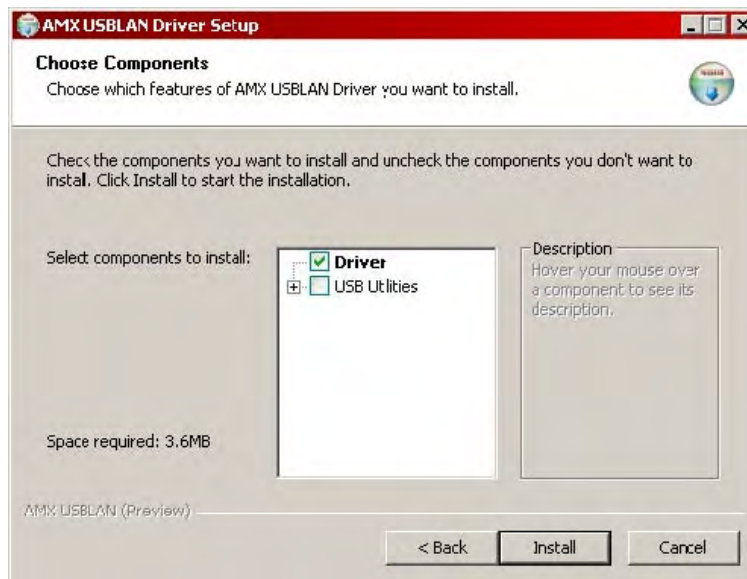 AMX USBLAN Driver Setup
Choose Components
Choose which features of AMX USBLAN Driver you want to install.
Check the components you want to install and uncheck the components you don't want to
instal. Click Install to start the installation.
Select components to install:
Driver
USB Utlities
Description
Hover your mouse over
a component to see its
description.
Space required: 3.6MB
AMX USBLAN (Preview)
< Back
Install
Cancel